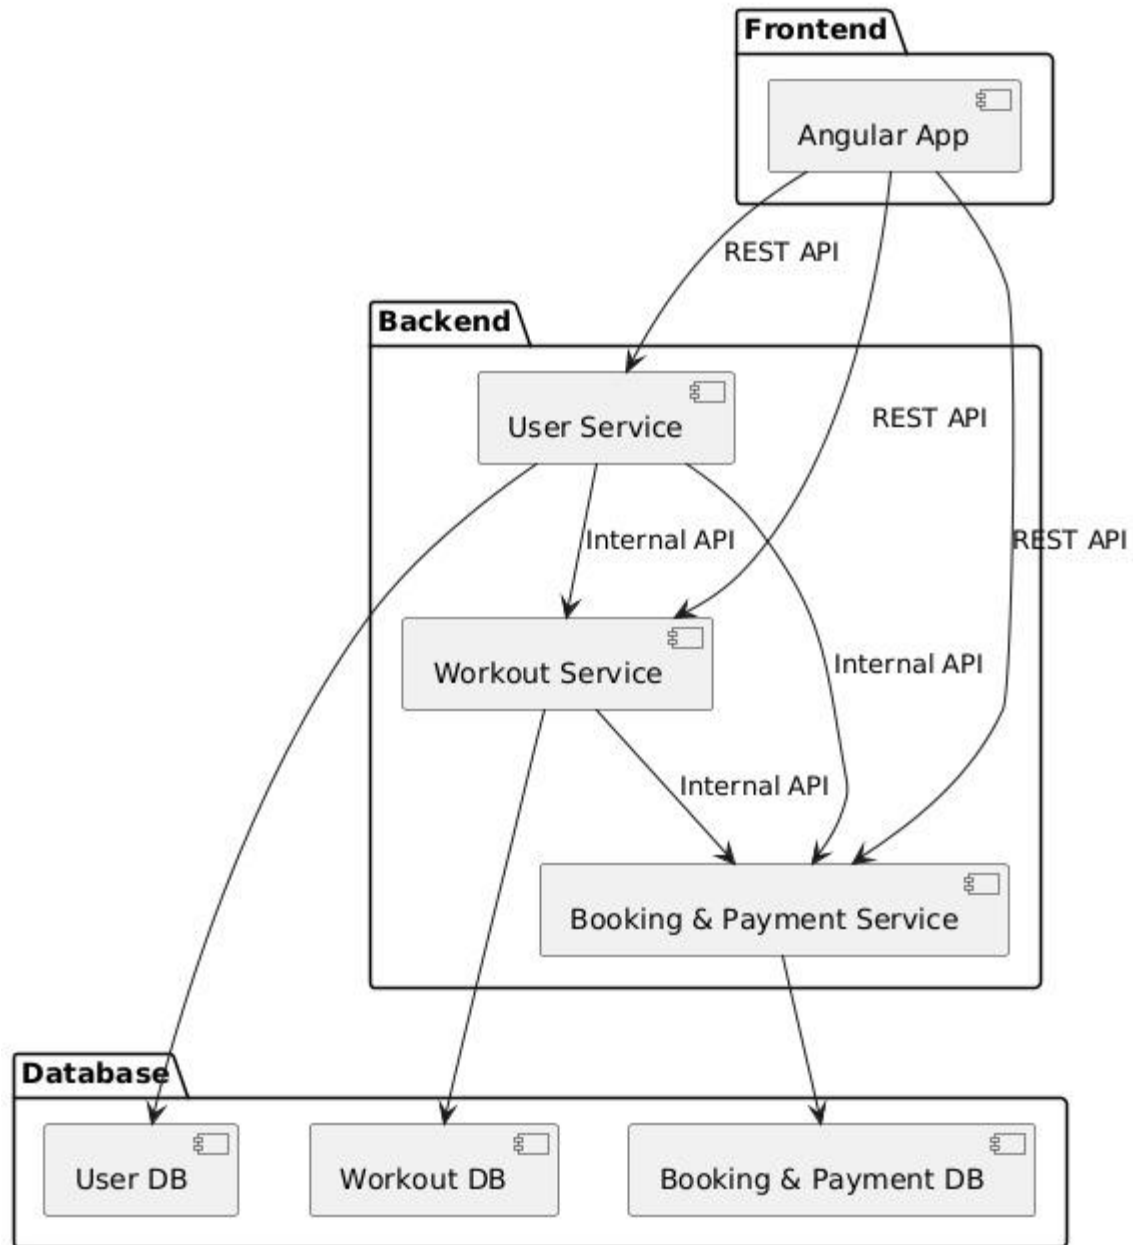 Frontend
Angular App
REST API
Backend
User Service
REST API
Internal API
REST API
Workout Service
Internal API
Internal API
Booking & Payment Service
Database
User DB
Workout DB
Booking & Payment DB